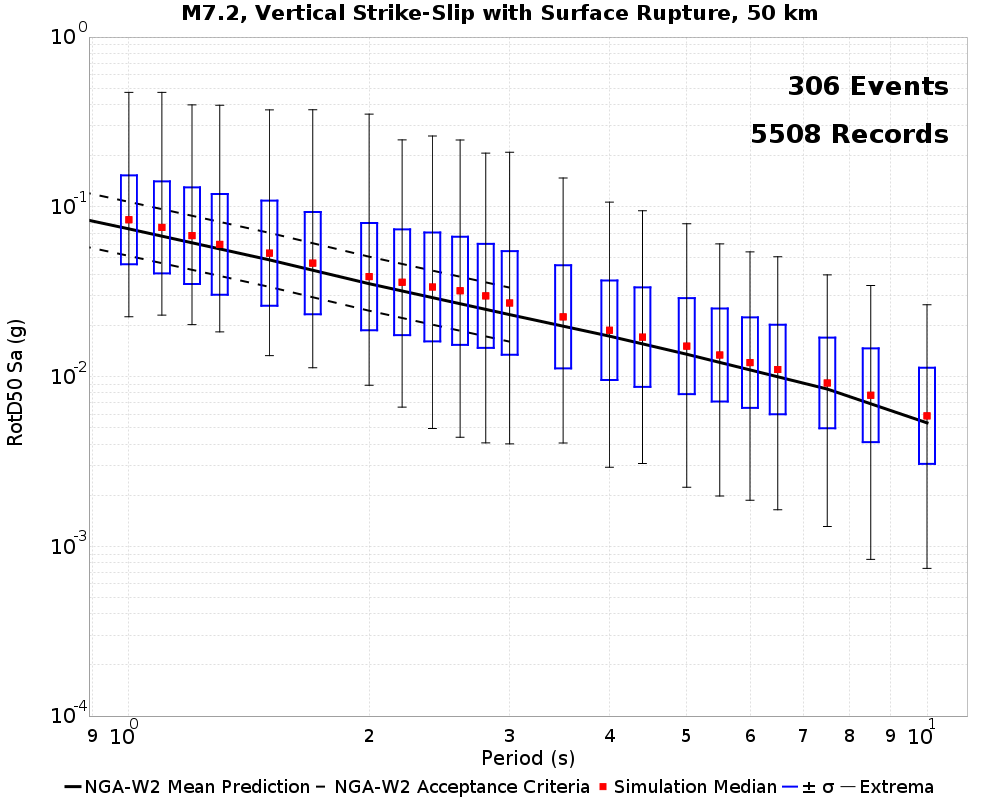 M7.2, Vertical Strike-Slip with Surface Rupture, 50 km
306 Events
5508 Records
RotD50 Sa (g)
10^0
10^-1
10^-2
10^-3
10^-4
9 10^0 2 3 4 5 6 7 8 9 10^1
Period (s)
NGA-W2 Mean Prediction NGA-W2 Acceptance Criteria Simulation Median ± σ Extrema